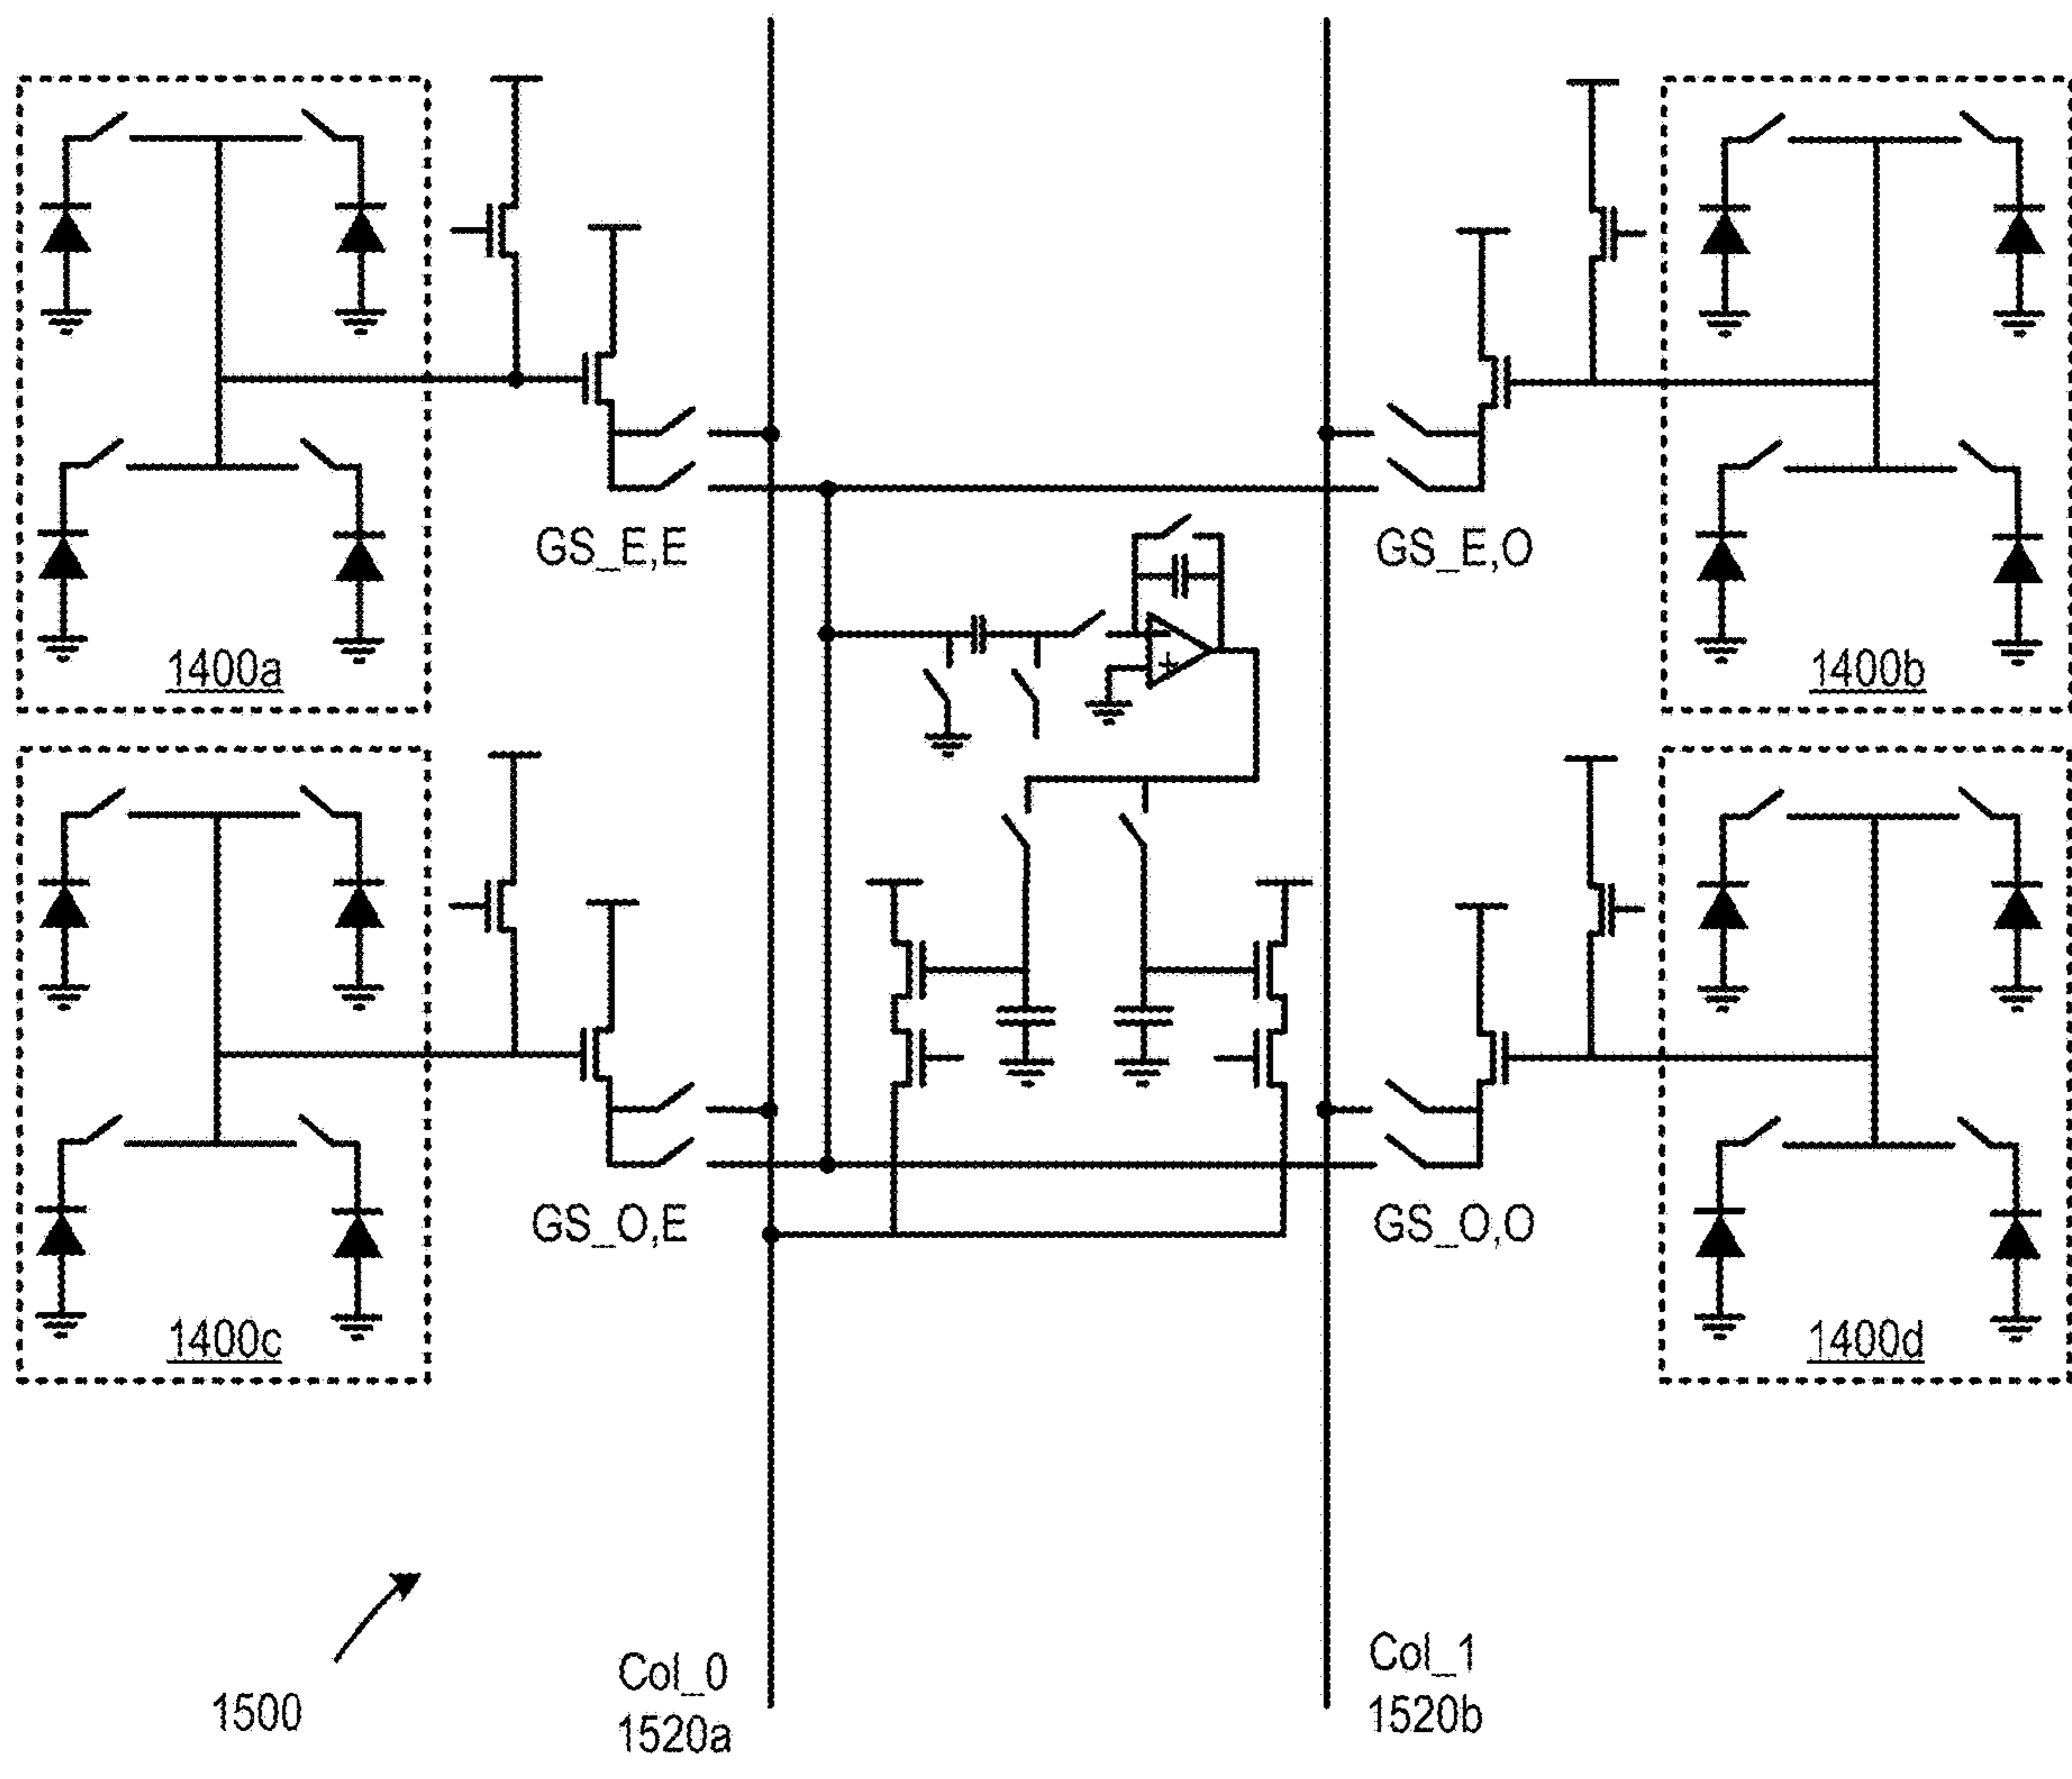 GS_E,E
GS_E,O
1400a
1400b
GS_O,E
GS_O,O
1400c
1400d
Col_0
1520a
Col_1
1520b
1500